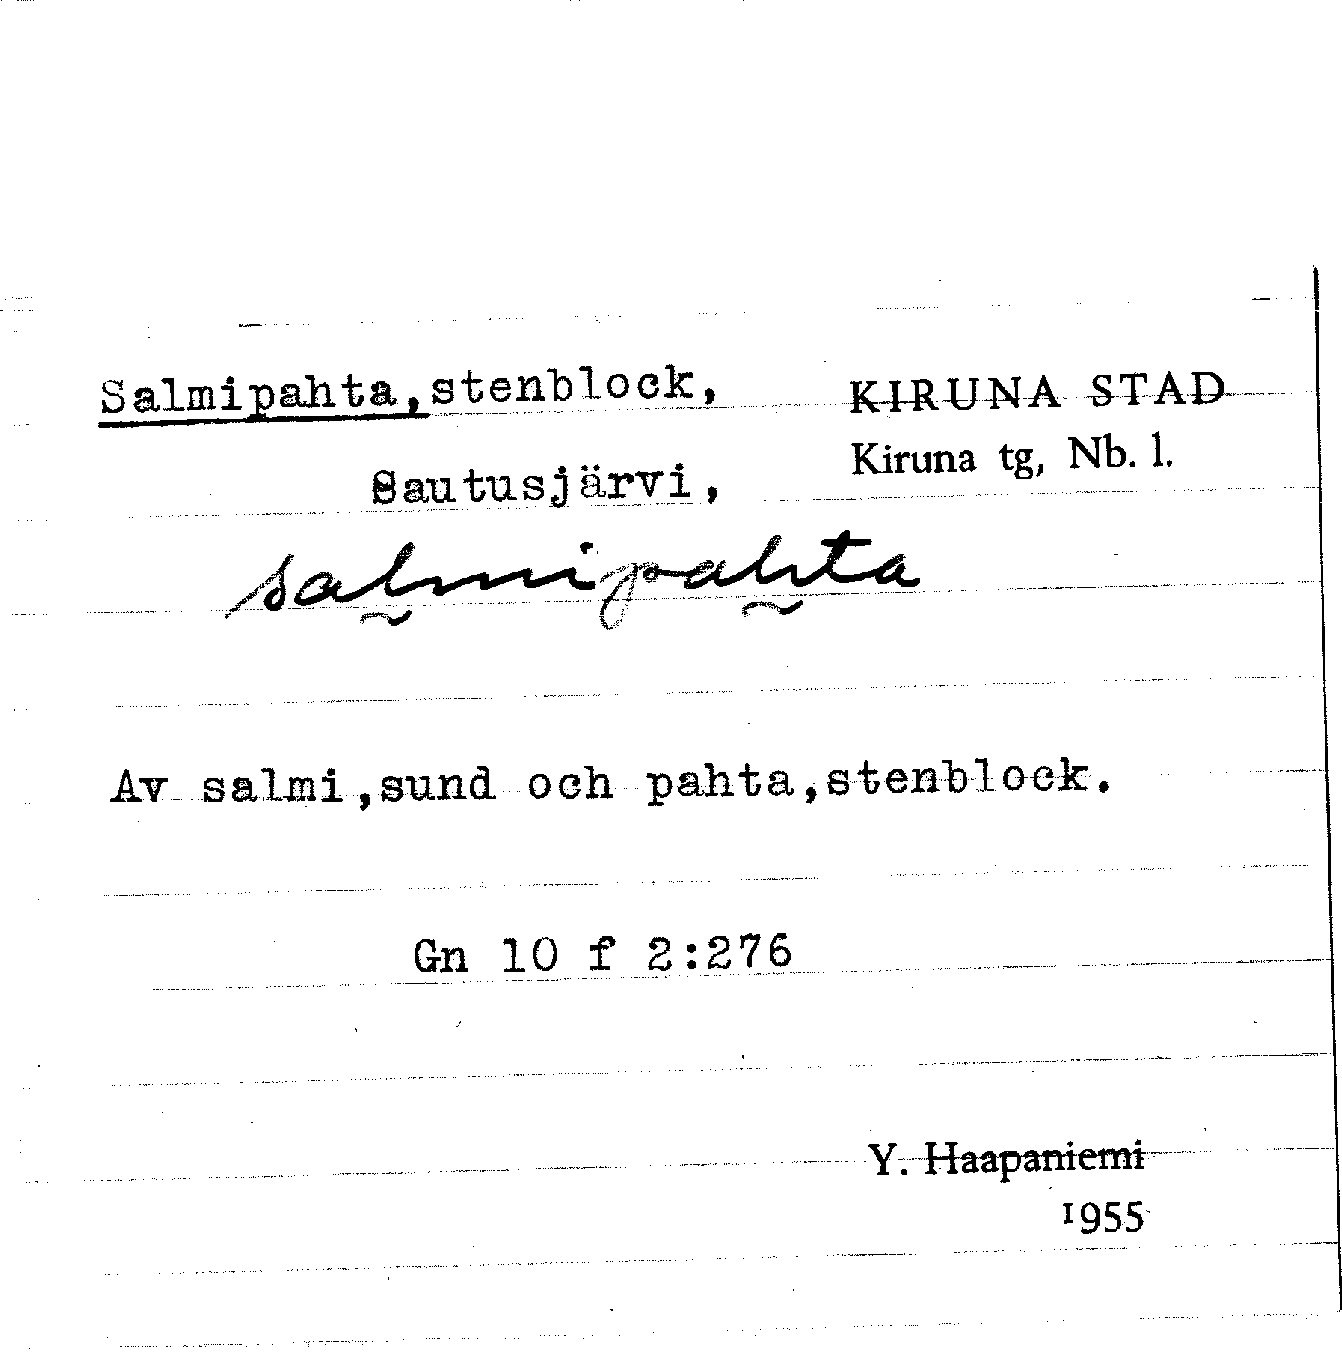 Salmipahta, stenblock, KIRUNA STAD
Sautusjärvi, Kiruna tg, Nb. l.
salmipahta
Av salmi, sund och pahta, stenblock.
Gn 10 f 2:276
Y. Haapaniemi
1955